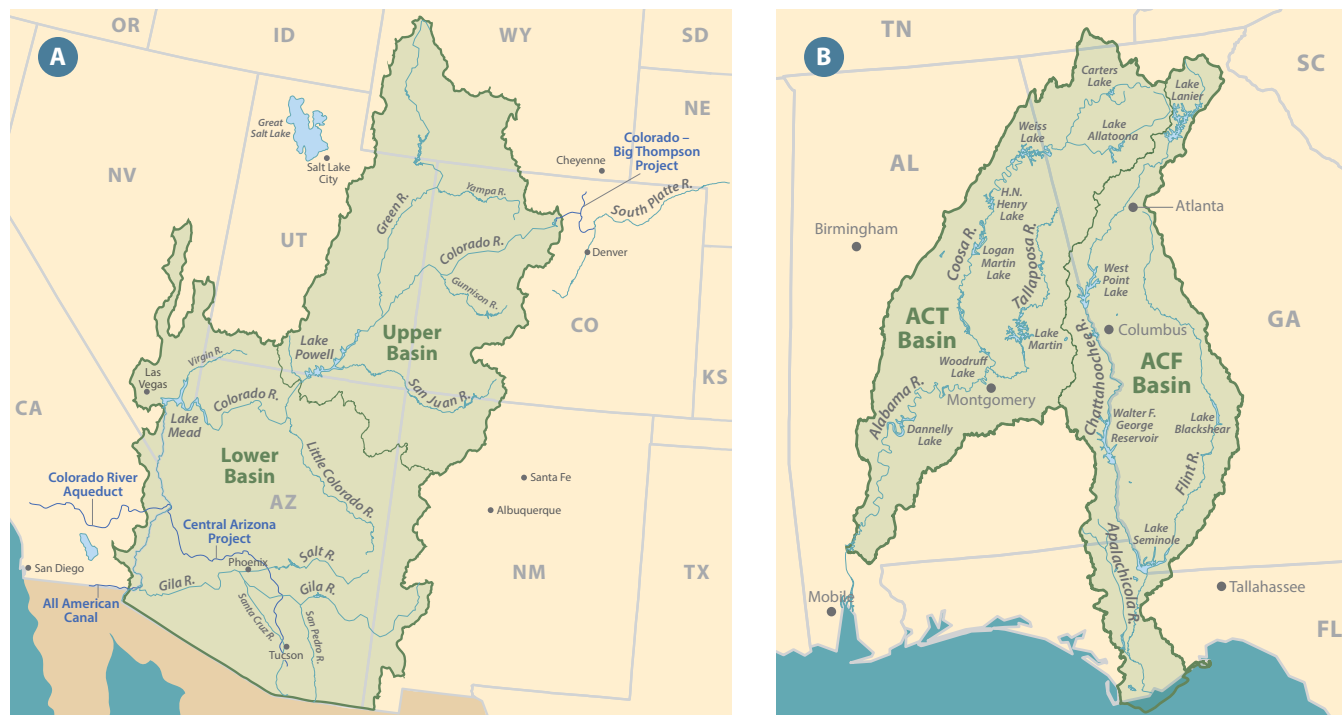 A
OR
ID
WY
SD
NE
NV
UT
CO
KS
CA
AZ
NM
TX
Great
Salt Lake
Salt Lake
City
Cheyenne
Colorado –
Big Thompson
Project
South Platte R.
Denver
Yampa R.
Green R.
Colorado R.
Gunnison R.
Upper
Basin
Lake
Powell
San Juan R.
Virgin R.
Las
Vegas
Lake
Mead
Colorado R.
Little Colorado R.
Lower
Basin
Colorado River
Aqueduct
Central Arizona
Project
Santa Fe
Albuquerque
San Diego
All American
Canal
Phoenix
Salt R.
Gila R.
Gila R.
Santa Cruz R.
San Pedro R.
Tucson
B
TN
SC
AL
GA
FL
Carters
Lake
Lake
Lanier
Weiss
Lake
Lake
Allatoona
H.N.
Henry
Lake
Atlanta
Birmingham
Coosa R.
Logan
Martin
Lake
Tallapoosa R.
West
Point
Lake
ACT
Basin
Lake
Martin
Columbus
Woodruff
Lake
Montgomery
ACF
Basin
Alabama R.
Dannelly
Lake
Chattahoochee R.
Walter F.
George
Reservoir
Lake
Blackshear
Flint R.
Lake
Seminole
Apalachicola R.
Mobile
Tallahassee